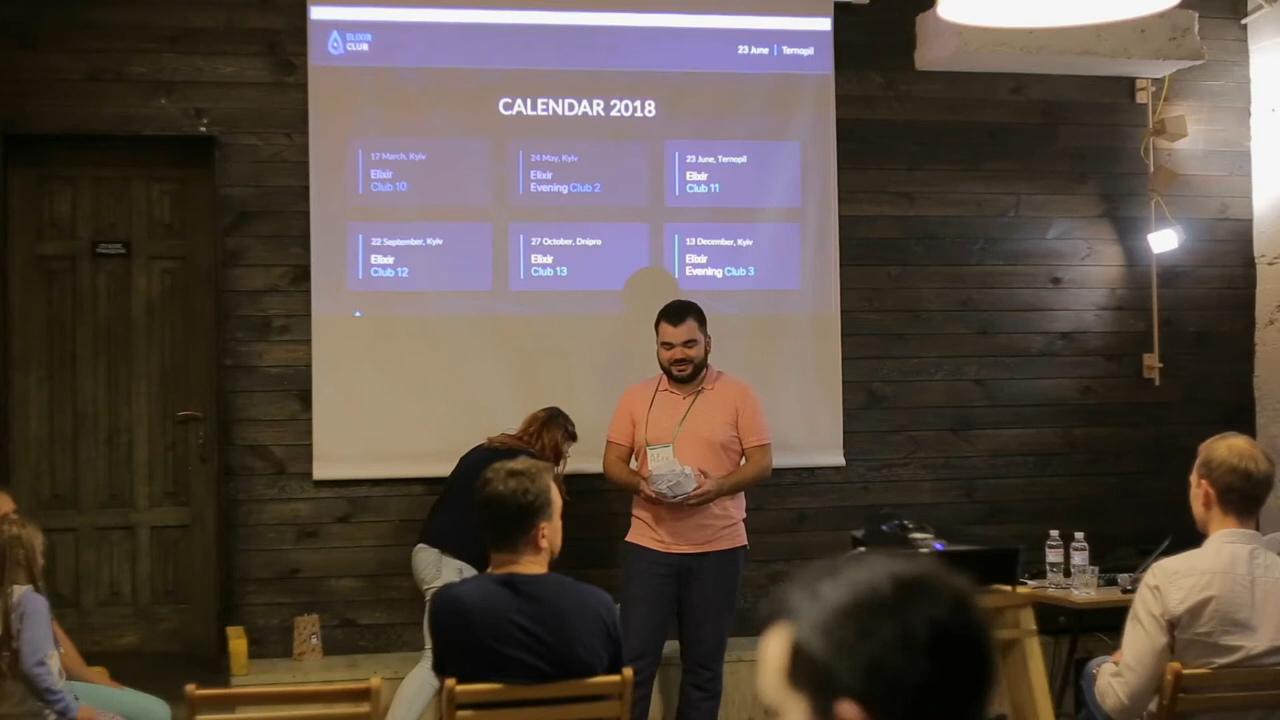 ELIXIR
CLUB
23 June | Ternopil
CALENDAR 2018
17 March, Kyiv
Elixir
Club 10
24 May, Kyiv
Elixir
Evening Club 2
23 June, Ternopil
Elixir
Club 11
22 September, Kyiv
Elixir
Club 12
27 October, Dnipro
Elixir
Club 13
13 December, Kyiv
Elixir
Evening Club 3
Alex